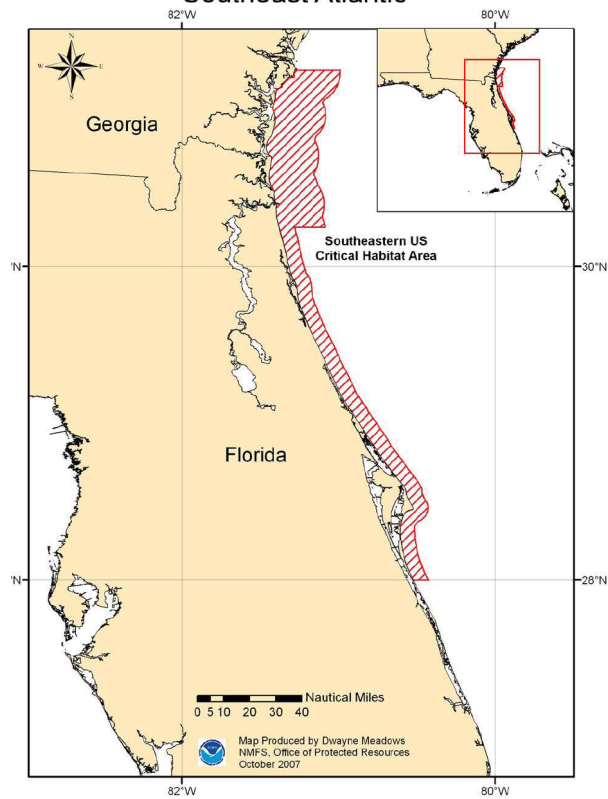 Southeast Atlantic
82°W
80°W
N
W
E
S
Georgia
Southeastern US
Critical Habitat Area
'N
30°N
Florida
'N
28°N
Nautical Miles
0 5 10 20 30 40
Map Produced by Dwayne Meadows
NMFS, Office of Protected Resources
October 2007
82°W
80°W